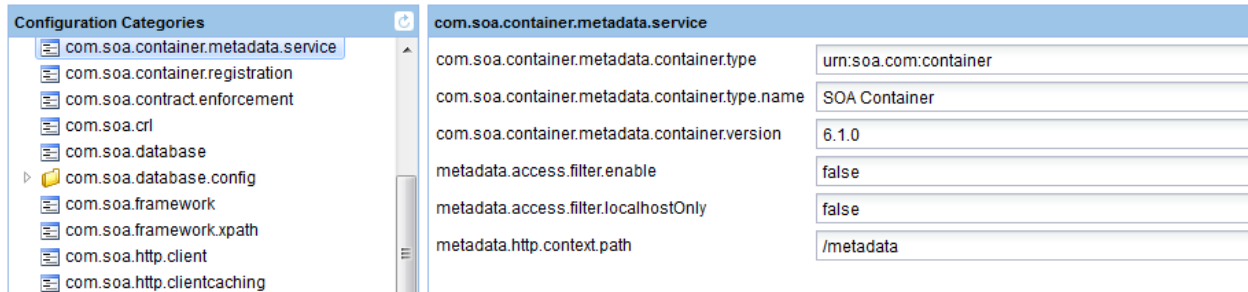 Configuration Categories
com.soa.container.metadata.service
com.soa.container.registration
com.soa.contract.enforcement
com.soa.crl
com.soa.database
com.soa.database.config
com.soa.framework
com.soa.framework.xpath
com.soa.http.client
com.soa.http.clientcaching
com.soa.container.metadata.service
com.soa.container.metadata.container.type urn:soa.com:container
com.soa.container.metadata.container.type.name SOA Container
com.soa.container.metadata.container.version 6.1.0
metadata.access.filter.enable false
metadata.access.filter.localhostOnly false
metadata.http.context.path /metadata